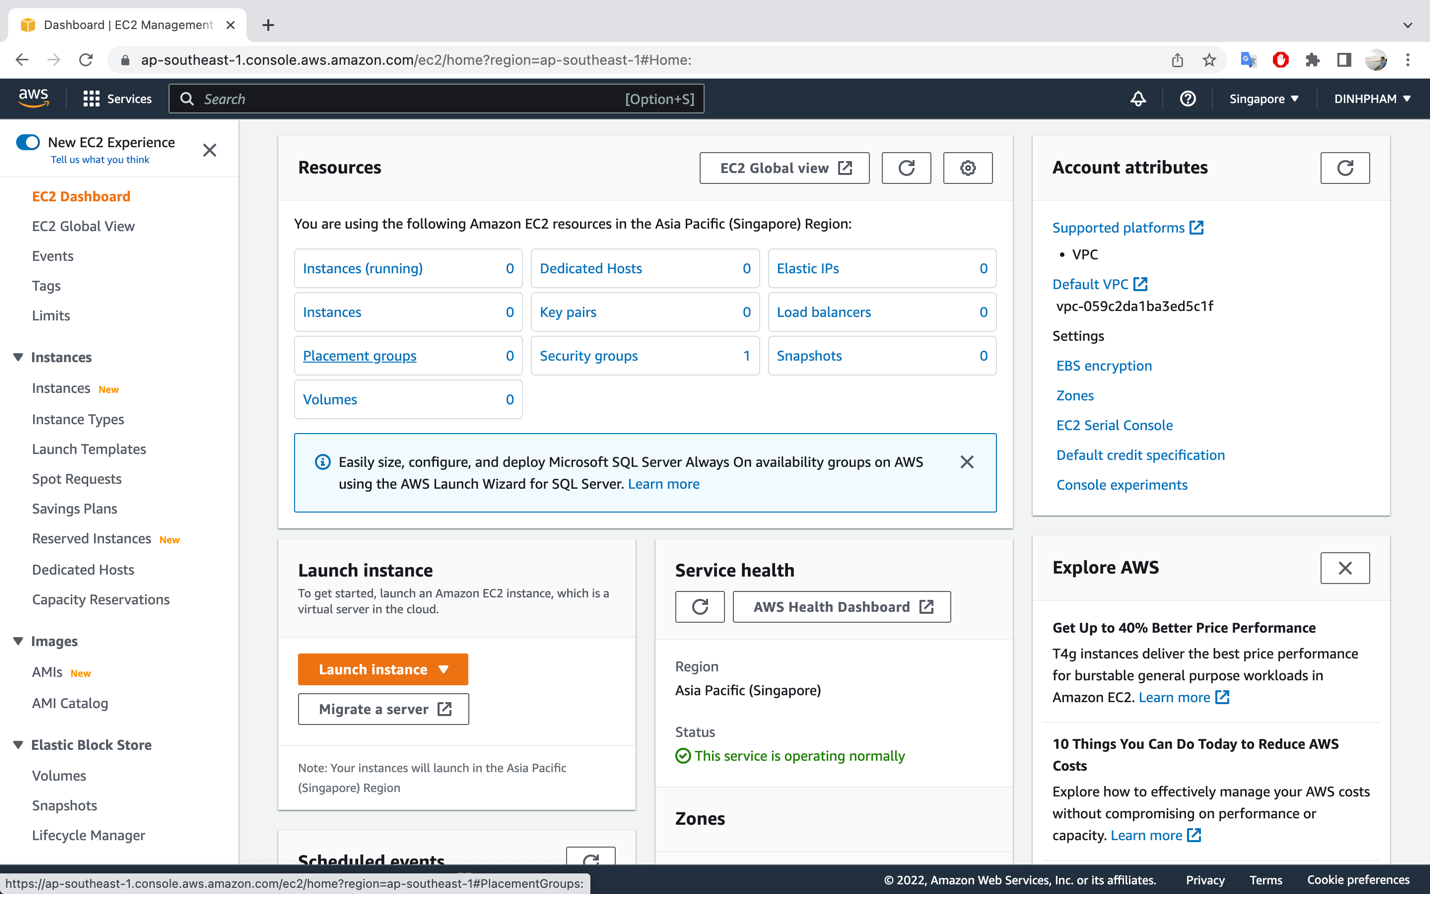 Dashboard | EC2 Management
ap-southeast-1.console.aws.amazon.com/ec2/home?region=ap-southeast-1#Home:
aws
Services
Search
[Option+S]
Singapore
DINHPHAM
New EC2 Experience
Tell us what you think
EC2 Dashboard
EC2 Global View
Events
Tags
Limits
Instances
Instances New
Instance Types
Launch Templates
Spot Requests
Savings Plans
Reserved Instances New
Dedicated Hosts
Capacity Reservations
Images
AMIs New
AMI Catalog
Elastic Block Store
Volumes
Snapshots
Lifecycle Manager
Resources
EC2 Global view
You are using the following Amazon EC2 resources in the Asia Pacific (Singapore) Region:
Instances (running) 0
Dedicated Hosts 0
Elastic IPs 0
Instances 0
Key pairs 0
Load balancers 0
Placement groups 0
Security groups 1
Snapshots 0
Volumes 0
Easily size, configure, and deploy Microsoft SQL Server Always On availability groups on AWS
using the AWS Launch Wizard for SQL Server. Learn more
Launch instance
To get started, launch an Amazon EC2 instance, which is a
virtual server in the cloud.
Launch instance
Migrate a server
Note: Your instances will launch in the Asia Pacific
(Singapore) Region
Scheduled events
Service health
AWS Health Dashboard
Region
Asia Pacific (Singapore)
Status
This service is operating normally
Zones
Account attributes
Supported platforms
• VPC
Default VPC
vpc-059c2da1ba3ed5c1f
Settings
EBS encryption
Zones
EC2 Serial Console
Default credit specification
Console experiments
Explore AWS
Get Up to 40% Better Price Performance
T4g instances deliver the best price performance
for burstable general purpose workloads in
Amazon EC2. Learn more
10 Things You Can Do Today to Reduce AWS
Costs
Explore how to effectively manage your AWS costs
without compromising on performance or
capacity. Learn more
https://ap-southeast-1.console.aws.amazon.com/ec2/home?region=ap-southeast-1#PlacementGroups:
© 2022, Amazon Web Services, Inc. or its affiliates.
Privacy
Terms
Cookie preferences